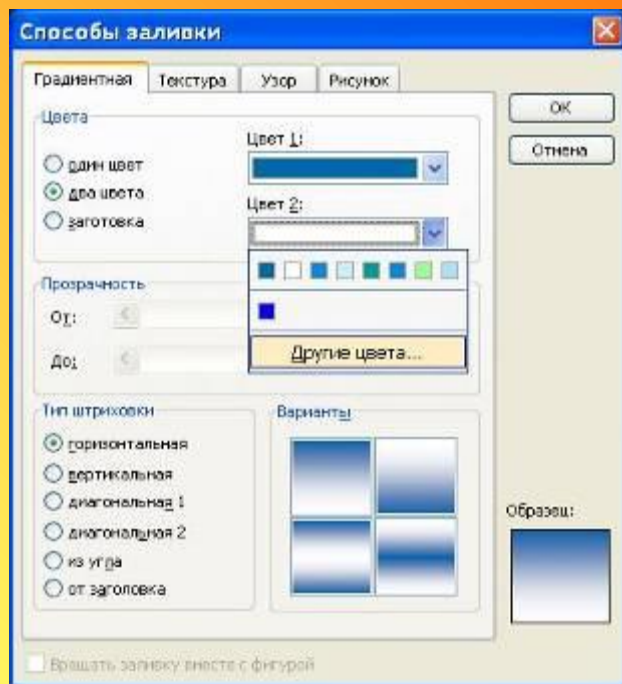 Способы заливки
Градиентная
Текстура
Узор
Рисунок
ОК
Отмена
Цвета
один цвет
два цвета
заготовка
Цвет 1:
Цвет 2:
Другие цвета...
Прозрачность
От:
До:
Тип штриховки
горизонтальная
вертикальная
диагональная 1
диагональная 2
из угла
от заголовка
Варианты
Образец:
Вращать заливку вместе с фигурой